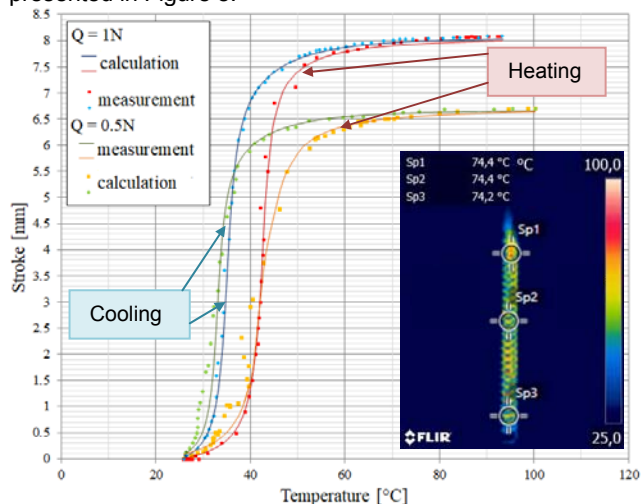 presented in Figure
Q = 1N
calculation
measurement
Q = 0.5N
measurement
calculation
Heating
Cooling
Sp1 74,4 °C °C 100,0
Sp2 74,4 °C
Sp3 74,2 °C
Sp1
Sp2
Sp3
FLIR 25,0
8.5
8
7.5
7
6.5
6
5.5
5
4.5
4
3.5
3
2.5
2
1.5
1
0.5
0
Stroke [mm]
0 20 40 60 80 100 120
Temperature [°C]